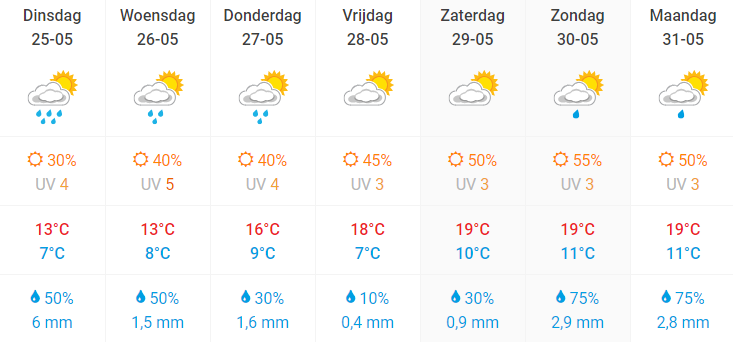 Dinsdag Woensdag Donderdag Vrijdag Zaterdag Zondag Maandag
25-05 26-05 27-05 28-05 29-05 30-05 31-05
30% 40% 40% 45% 50% 55% 50%
UV 4 UV 5 UV 4 UV 3 UV 3 UV 3 UV 3
13°C 13°C 16°C 18°C 19°C 19°C 19°C
7°C 8°C 9°C 7°C 10°C 11°C 11°C
50% 50% 30% 10% 30% 75% 75%
6 mm 1,5 mm 1,6 mm 0,4 mm 0,9 mm 2,9 mm 2,8 mm